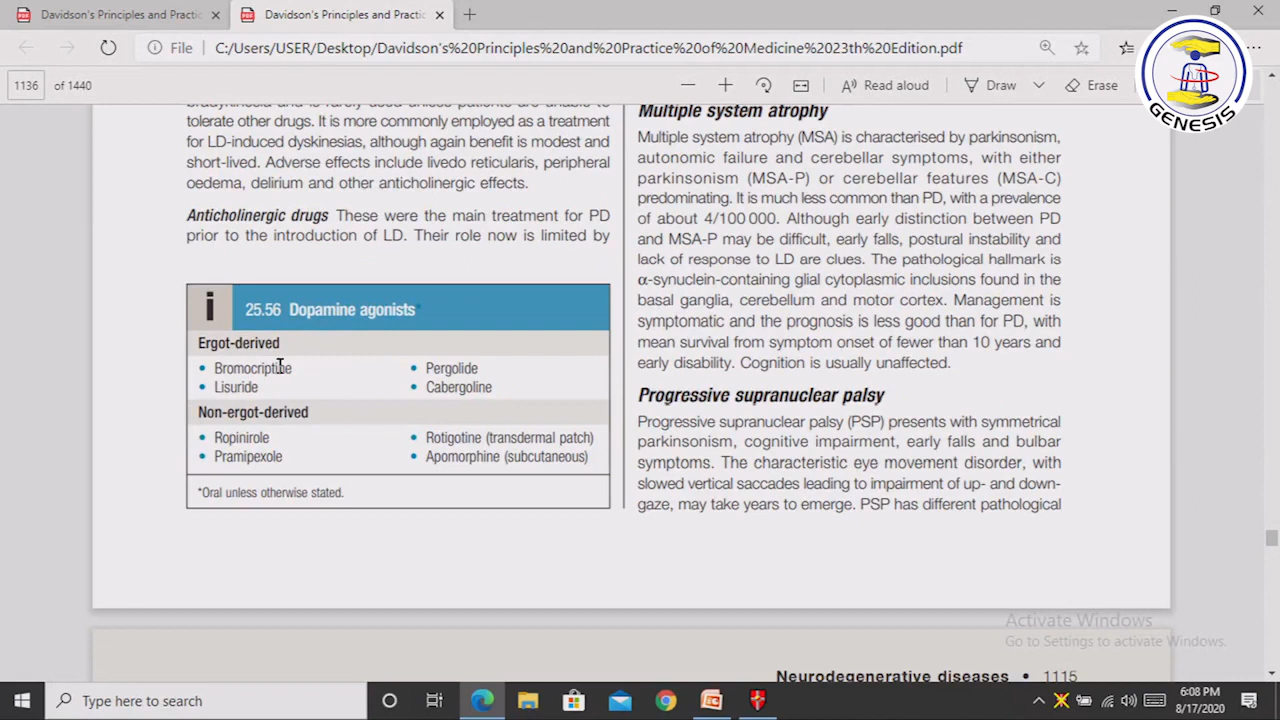 Davidson's Principles and Practic
Davidson's Principles and Practic
File
C:/Users/USER/Desktop/Davidson's%20Principles%20and%20Practice%20of%20Medicine%2023th%20Edition.pdf
1136 of 1440
Read aloud
Draw
Erase
GENESIS
bradykinesia and is rarely used unless patients are unable to
tolerate other drugs. It is more commonly employed as a treatment
for LD-induced dyskinesias, although again benefit is modest and
short-lived. Adverse effects include livedo reticularis, peripheral
oedema, delirium and other anticholinergic effects.
Anticholinergic drugs These were the main treatment for PD
prior to the introduction of LD. Their role now is limited by
i 25.56 Dopamine agonists*
Ergot-derived
• Bromocriptine
• Lisuride
• Pergolide
• Cabergoline
Non-ergot-derived
• Ropinirole
• Pramipexole
• Rotigotine (transdermal patch)
• Apomorphine (subcutaneous)
*Oral unless otherwise stated.
Multiple system atrophy
Multiple system atrophy (MSA) is characterised by parkinsonism,
autonomic failure and cerebellar symptoms, with either
parkinsonism (MSA-P) or cerebellar features (MSA-C)
predominating. It is much less common than PD, with a prevalence
of about 4/100 000. Although early distinction between PD
and MSA-P may be difficult, early falls, postural instability and
lack of response to LD are clues. The pathological hallmark is
α-synuclein-containing glial cytoplasmic inclusions found in the
basal ganglia, cerebellum and motor cortex. Management is
symptomatic and the prognosis is less good than for PD, with
mean survival from symptom onset of fewer than 10 years and
early disability. Cognition is usually unaffected.
Progressive supranuclear palsy
Progressive supranuclear palsy (PSP) presents with symmetrical
parkinsonism, cognitive impairment, early falls and bulbar
symptoms. The characteristic eye movement disorder, with
slowed vertical saccades leading to impairment of up- and down-
gaze, may take years to emerge. PSP has different pathological
Activate Windows
Go to Settings to activate Windows.
Neurodegenerative diseases • 1115
Type here to search
6:08 PM
8/17/2020